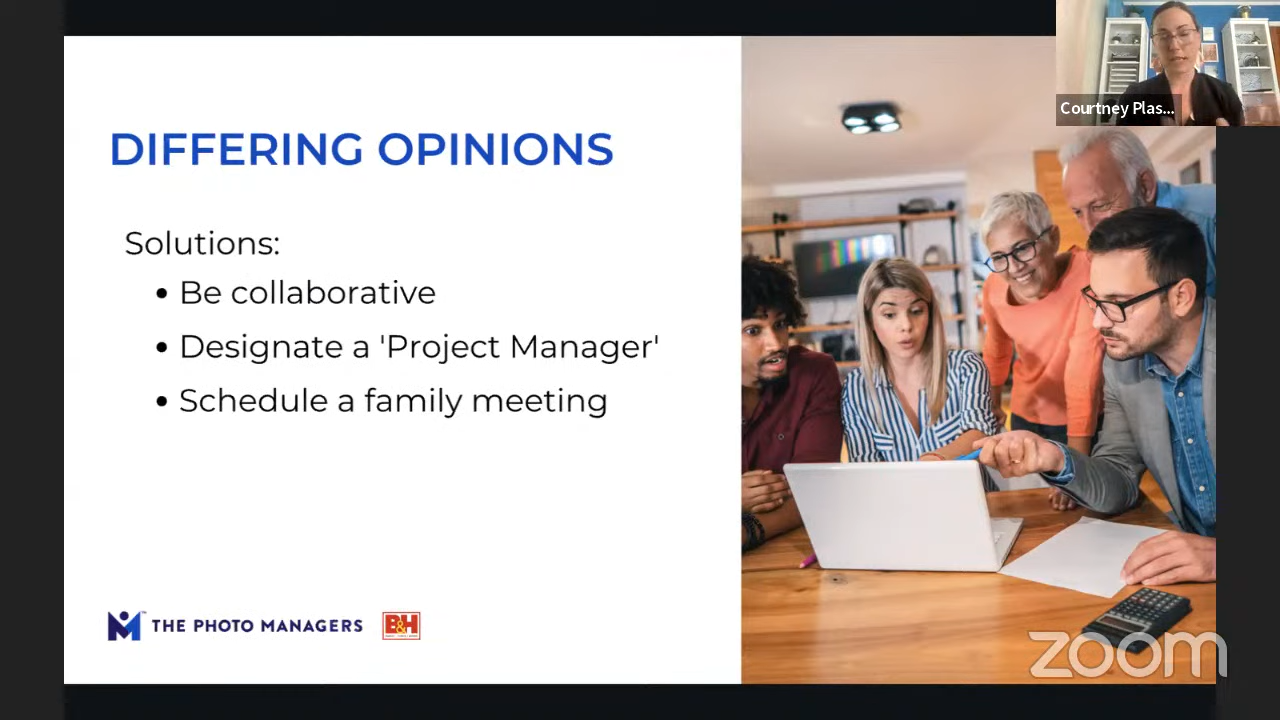 Courtney Plas...
DIFFERING OPINIONS
Solutions:
• Be collaborative
• Designate a 'Project Manager'
• Schedule a family meeting
THE PHOTO MANAGERS
B&H
zoom